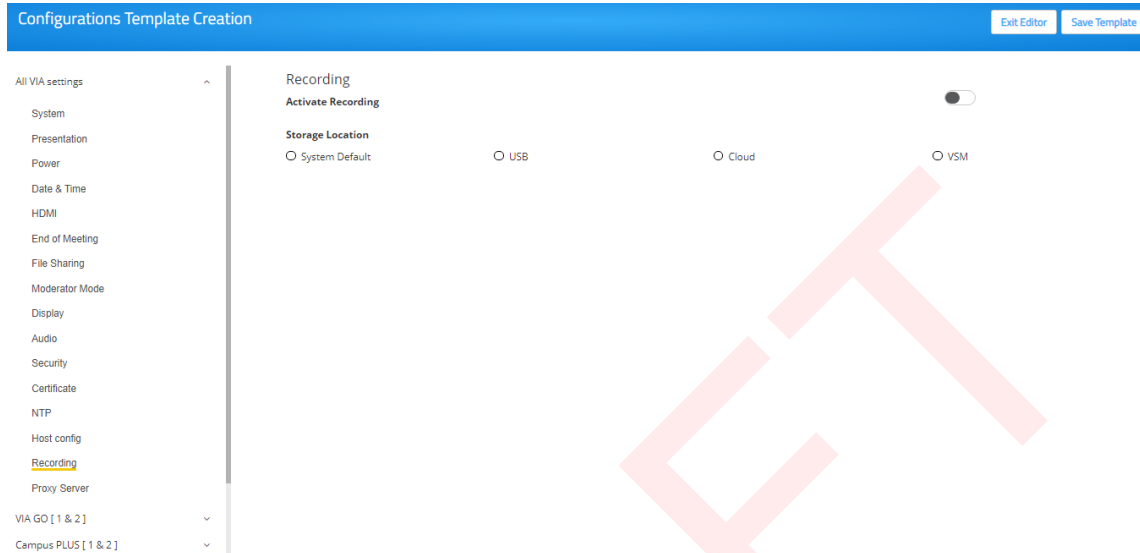 Configurations Template Creation
Exit Editor
Save Template
All VIA settings
System
Presentation
Power
Date & Time
HDMI
End of Meeting
File Sharing
Moderator Mode
Display
Audio
Security
Certificate
NTP
Host config
Recording
Proxy Server
VIA GO [ 1 & 2 ]
Campus PLUS [ 1 & 2 ]
Recording
Activate Recording
Storage Location
System Default USB Cloud VSM